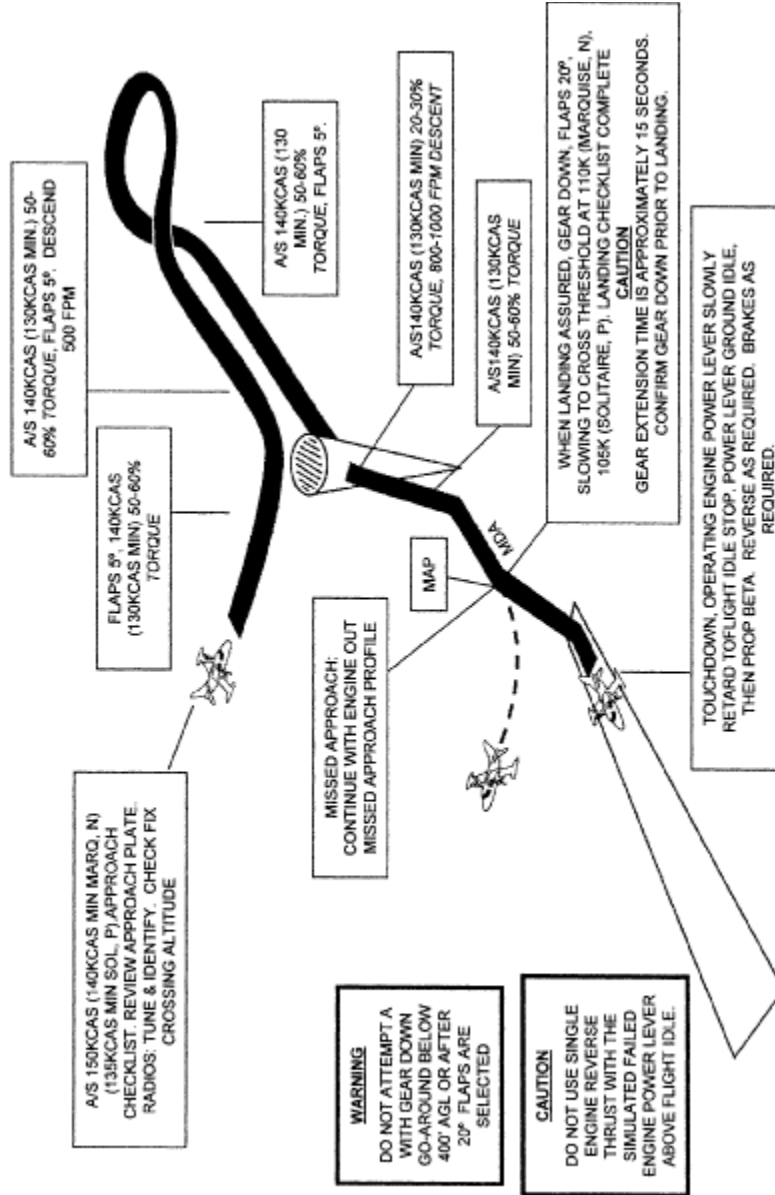 A/S 150KCAS (140KCAS MIN MARQ, N)
(135KCAS MIN SOL, P).APPROACH
CHECKLIST. REVIEW APPROACH PLATE.
RADIOS: TUNE & IDENTIFY. CHECK FIX
CROSSING ALTITUDE
FLAPS 5º, 140KCAS
(130KCAS MIN) 50-60%
TORQUE
A/S 140KCAS (130KCAS MIN.) 50-
60% TORQUE, FLAPS 5º. DESCEND
500 FPM
A/S 140KCAS (130
MIN.) 50-60%
TORQUE, FLAPS 5º.
A/S140KCAS (130KCAS MIN) 20-30%
TORQUE, 800-1000 FPM DESCENT
A/S140KCAS (130KCAS
MIN) 50-60% TORQUE
MDA
MAP
MISSED APPROACH;
CONTINUE WITH ENGINE OUT
MISSED APPROACH PROFILE
WHEN LANDING ASSURED, GEAR DOWN, FLAPS 20º,
SLOWING TO CROSS THRESHOLD AT 110K (MARQUISE, N),
105K (SOLITAIRE, P). LANDING CHECKLIST COMPLETE
CAUTION
GEAR EXTENSION TIME IS APPROXIMATELY 15 SECONDS.
CONFIRM GEAR DOWN PRIOR TO LANDING.
TOUCHDOWN, OPERATING ENGINE POWER LEVER SLOWLY
RETARD TOFLIGHT IDLE STOP. POWER LEVER GROUND IDLE,
THEN PROP BETA. REVERSE AS REQUIRED. BRAKES AS
REQUIRED.
WARNING
DO NOT ATTEMPT A
WITH GEAR DOWN
GO-AROUND BELOW
400' AGL OR AFTER
20º FLAPS ARE
SELECTED
CAUTION
DO NOT USE SINGLE
ENGINE REVERSE
THRUST WITH THE
SIMULATED FAILED
ENGINE POWER LEVER
ABOVE FLIGHT IDLE.